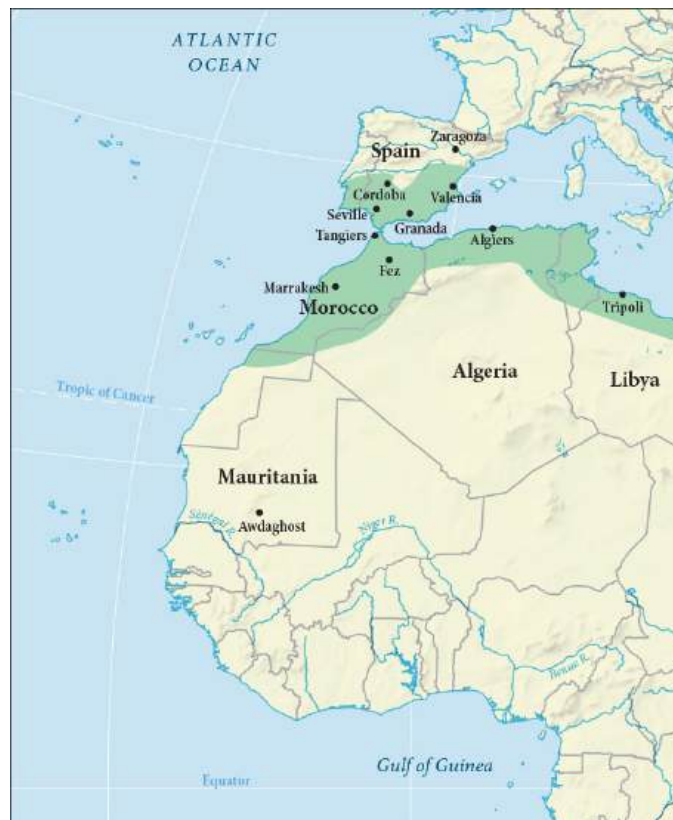 ATLANTIC
OCEAN
Zaragoza
Spain
Cordoba
Valencia
Seville
Granada
Tangiers
Algiers
Fez
Marrakesh
Morocco
Tripoli
Algeria
Libya
Tropic of Cancer
Mauritania
Sénégal R.
Awdaghost
Niger R.
Benue R.
Gulf of Guinea
Equator